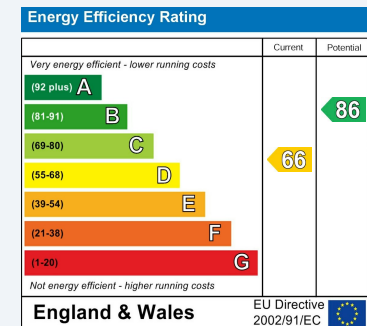 Energy Efficiency Rating
Current Potential
Very energy efficient - lower running costs
(92 plus) A
(81-91) B
86
(69-80) C
66
(55-68) D
(39-54) E
(21-38) F
(1-20) G
Not energy efficient - higher running costs
England & Wales
EU Directive
2002/91/EC